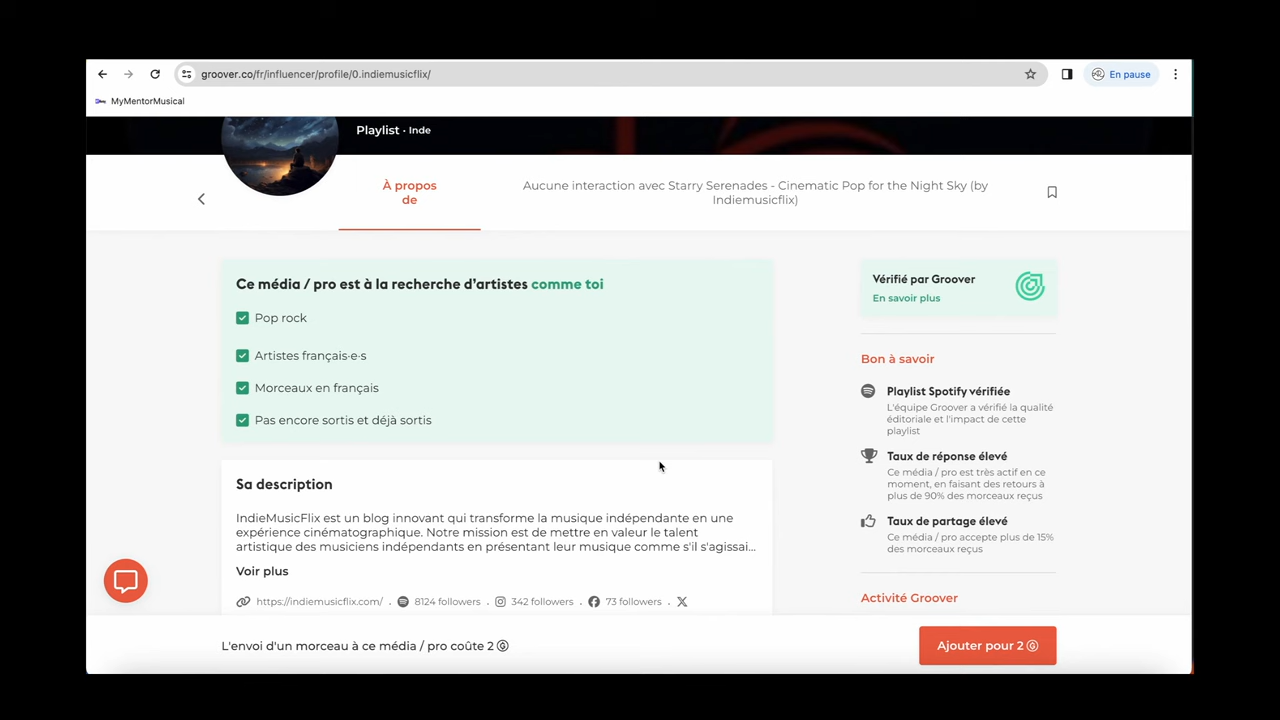 groover.co/fr/influencer/profile/0.indiemusicflix/
En pause
MyMentorMusical
Playlist · Inde
À propos
de
Aucune interaction avec Starry Serenades - Cinematic Pop for the Night Sky (by
Indiemusicflix)
Ce média / pro est à la recherche d'artistes comme toi
Pop rock
Artistes français·e·s
Morceaux en français
Pas encore sortis et déjà sortis
Sa description
IndieMusicFlix est un blog innovant qui transforme la musique indépendante en une
expérience cinématographique. Notre mission est de mettre en valeur le talent
artistique des musiciens indépendants en présentant leur musique comme s'il s'agissai...
Voir plus
https://indiemusicflix.com/ . 8124 followers . 342 followers . 73 followers .
Vérifié par Groover
En savoir plus
Bon à savoir
Playlist Spotify vérifiée
L'équipe Groover a vérifié la qualité
éditoriale et l'impact de cette
playlist
Taux de réponse élevé
Ce média / pro est très actif en ce
moment, en faisant des retours à
plus de 90% des morceaux reçus
Taux de partage élevé
Ce média / pro accepte plus de 15%
des morceaux reçus
Activité Groover
L'envoi d'un morceau à ce média / pro coûte 2
Ajouter pour 2